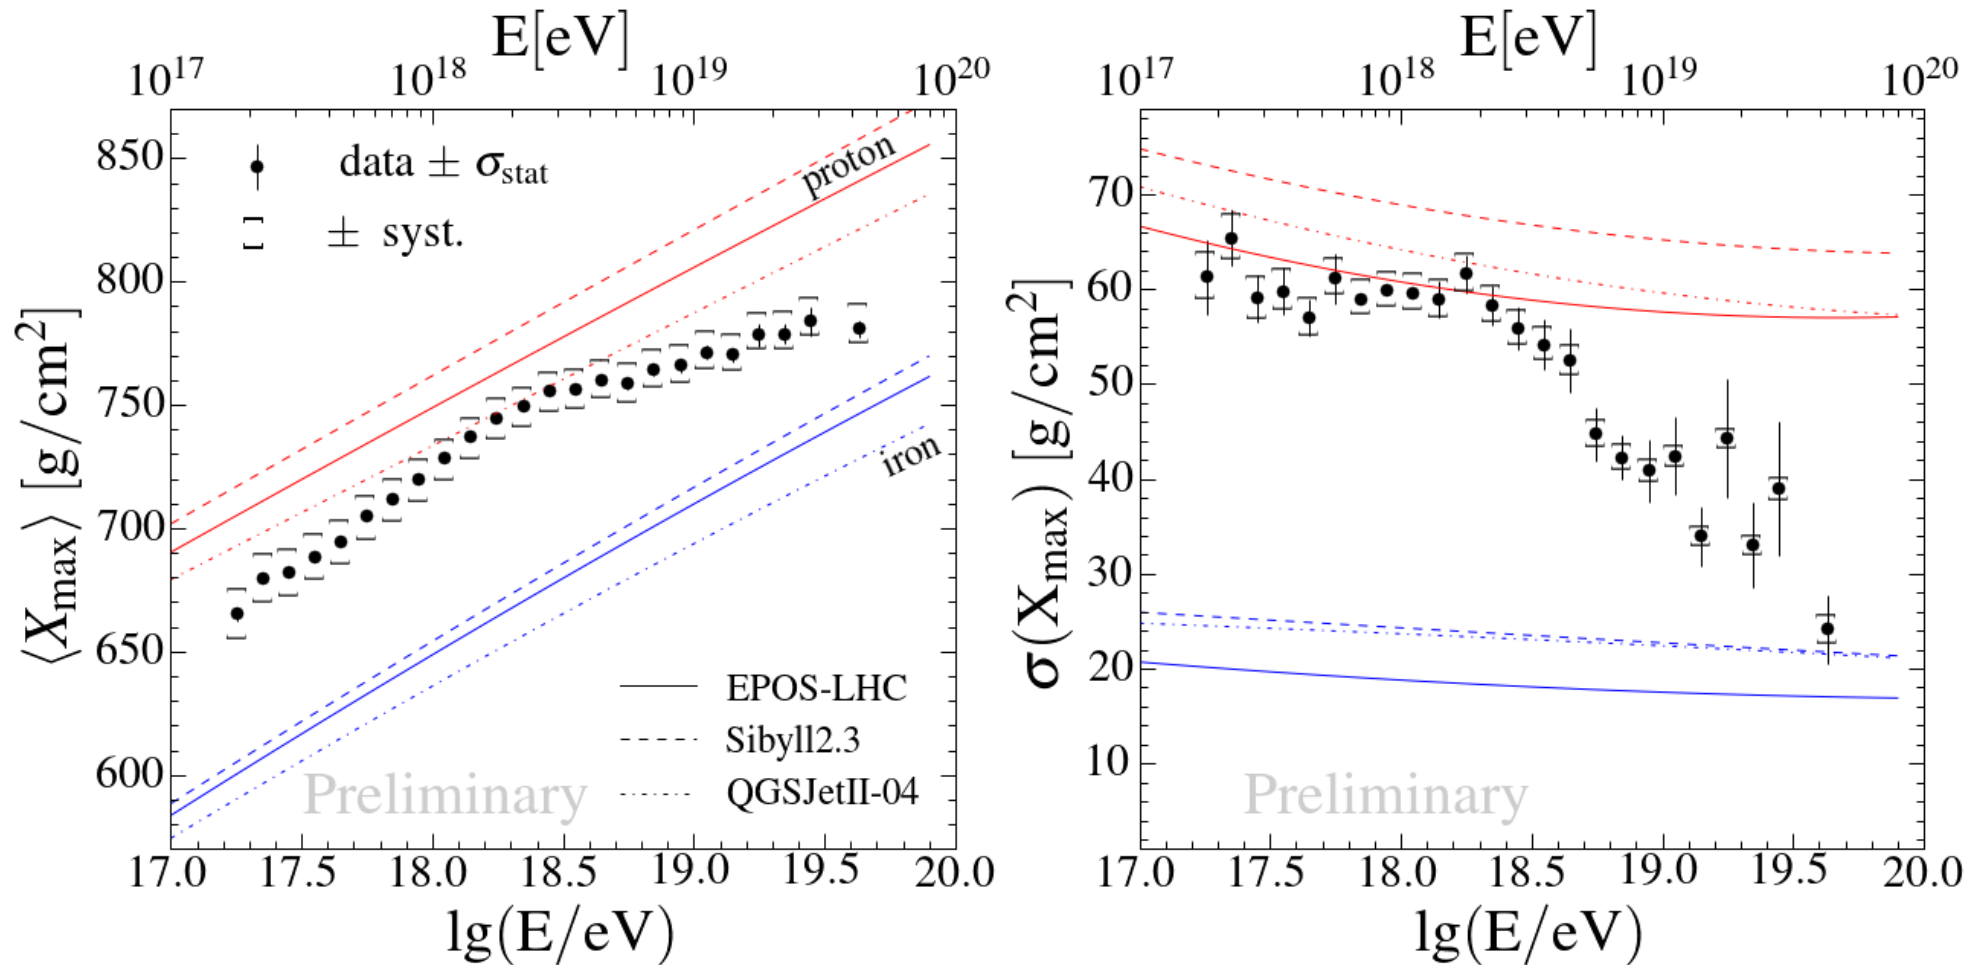 E[eV]
10^17 10^18 10^19 10^20
850
800
750
700
650
600
⟨X_max⟩ [g/cm^2]
data ± σ_stat
± syst.
proton
iron
EPOS-LHC
Sibyll2.3
QGSJetII-04
Preliminary
17.0 17.5 18.0 18.5 19.0 19.5 20.0
lg(E/eV)
E[eV]
10^17 10^18 10^19 10^20
70
60
50
40
30
20
10
σ(X_max) [g/cm^2]
Preliminary
17.0 17.5 18.0 18.5 19.0 19.5 20.0
lg(E/eV)